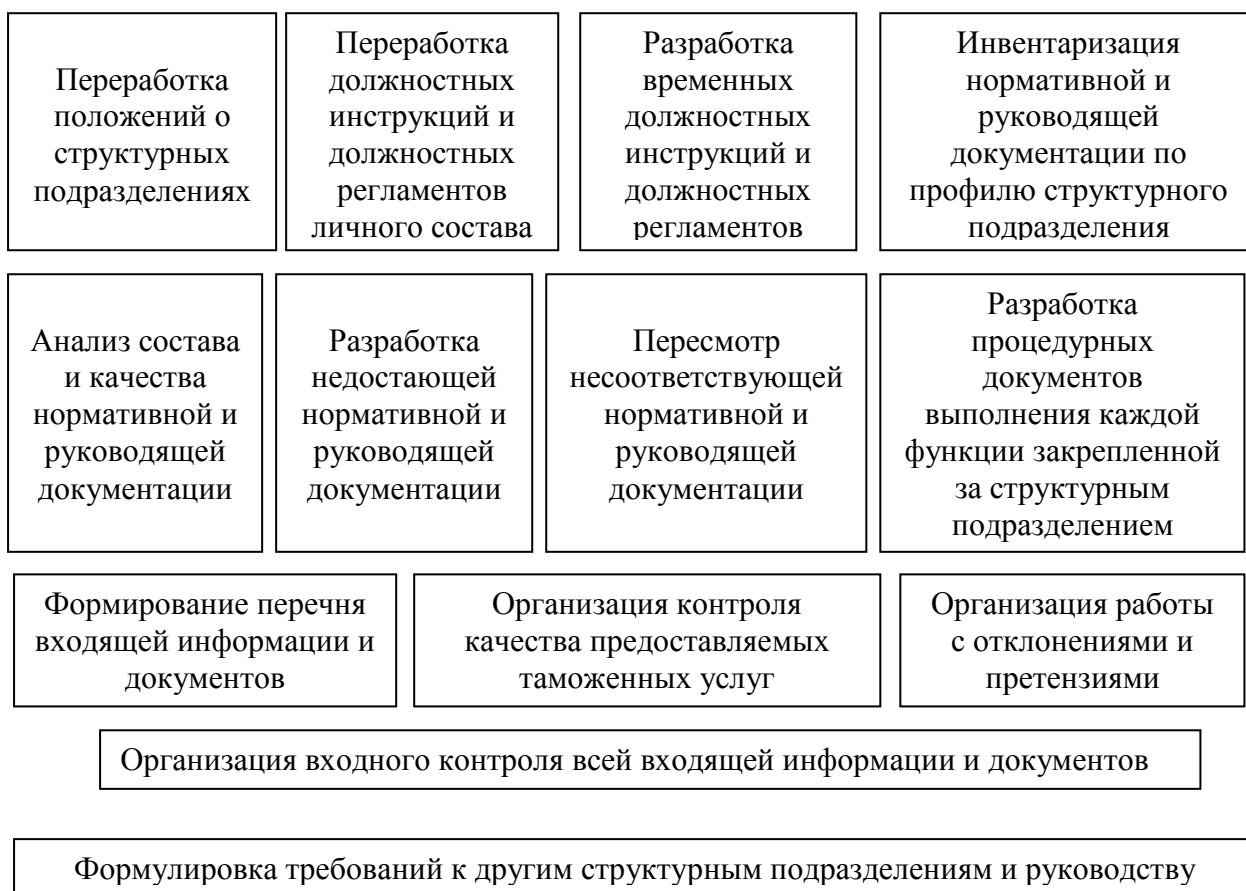 Переработка
положений о
структурных
подразделениях
Переработка
должностных
инструкций и
должностных
регламентов
личного состава
Разработка
временных
должностных
инструкций и
должностных
регламентов
Инвентаризация
нормативной и
руководящей
документации по
профилю структурного
подразделения
Анализ состава
и качества
нормативной и
руководящей
документации
Разработка
недостающей
нормативной и
руководящей
документации
Пересмотр
несоответствующей
нормативной и
руководящей
документации
Разработка
процедурных
документов
выполнения каждой
функции закрепленной
за структурным
подразделением
Формирование перечня
входящей информации и
документов
Организация контроля
качества предоставляемых
таможенных услуг
Организация работы
с отклонениями и
претензиями
Организация входного контроля всей входящей информации и документов
Формулировка требований к другим структурным подразделениям и руководству